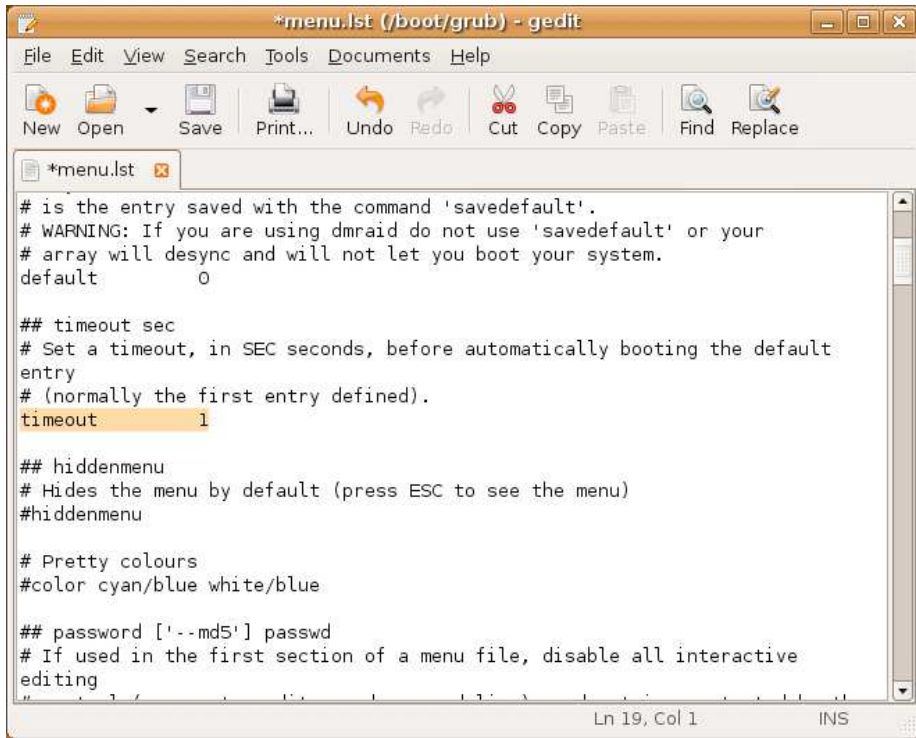 *menu.lst (/boot/grub) - gedit
File Edit View Search Tools Documents Help
New Open Save Print... Undo Redo Cut Copy Paste Find Replace
*menu.lst
# is the entry saved with the command 'savedefault'.
# WARNING: If you are using dmraid do not use 'savedefault' or your
# array will desync and will not let you boot your system.
default 0
## timeout sec
# Set a timeout, in SEC seconds, before automatically booting the default
entry
# (normally the first entry defined).
timeout 1
## hiddenmenu
# Hides the menu by default (press ESC to see the menu)
#hiddenmenu
# Pretty colours
#color cyan/blue white/blue
## password ['--md5'] passwd
# If used in the first section of a menu file, disable all interactive
editing
Ln 19, Col 1 INS